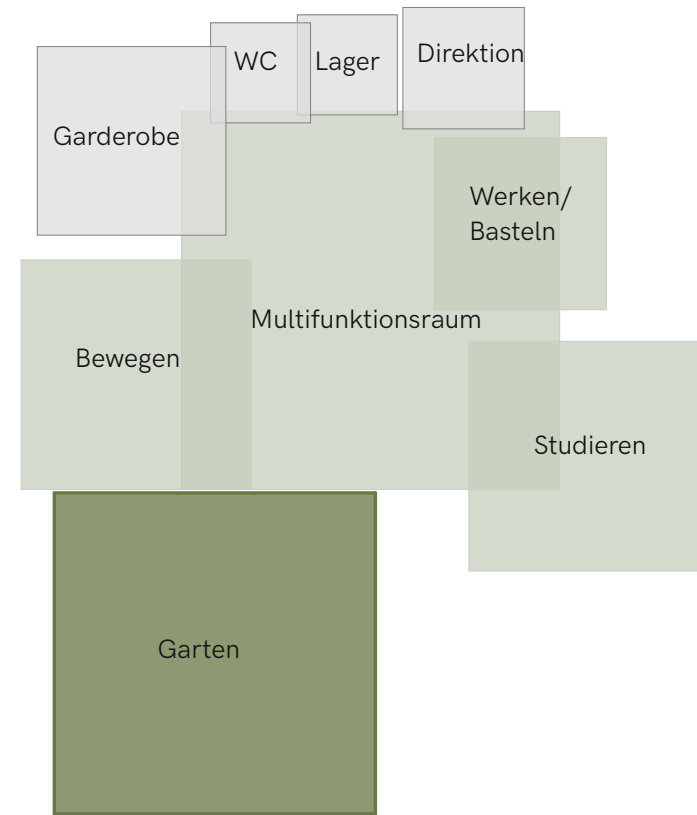 WC
Lager
Direktion
Garderobe
Werken/
Basteln
Multifunktionsraum
Bewegen
Studieren
Garten